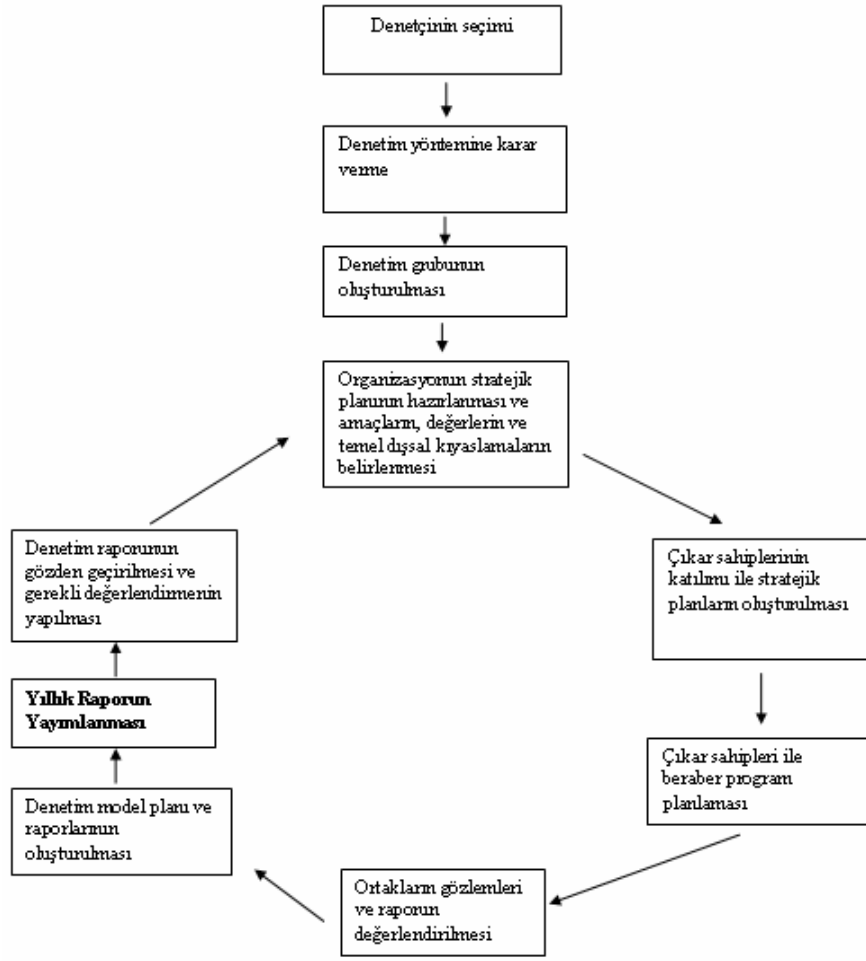 Denetçinin seçimi
Denetim yöntemine karar
verme
Denetim grubunun
oluşturulması
Organizasyonun stratejik
planının hazırlanması ve
amaçların, değerlerin ve
temel dışsal kıyaslamaların
belirlenmesi
Çıkar sahiplerinin
katılımı ile stratejik
planların oluşturulması
Çıkar sahipleri ile
beraber program
planlaması
Ortakların gözlemleri
ve raporun
değerlendirilmesi
Denetim model planı ve
raporlarının
oluşturulması
Yıllık Raporun
Yayımlanması
Denetim raporunun
gözden geçirilmesi ve
gerekli değerlendirmenin
yapılması